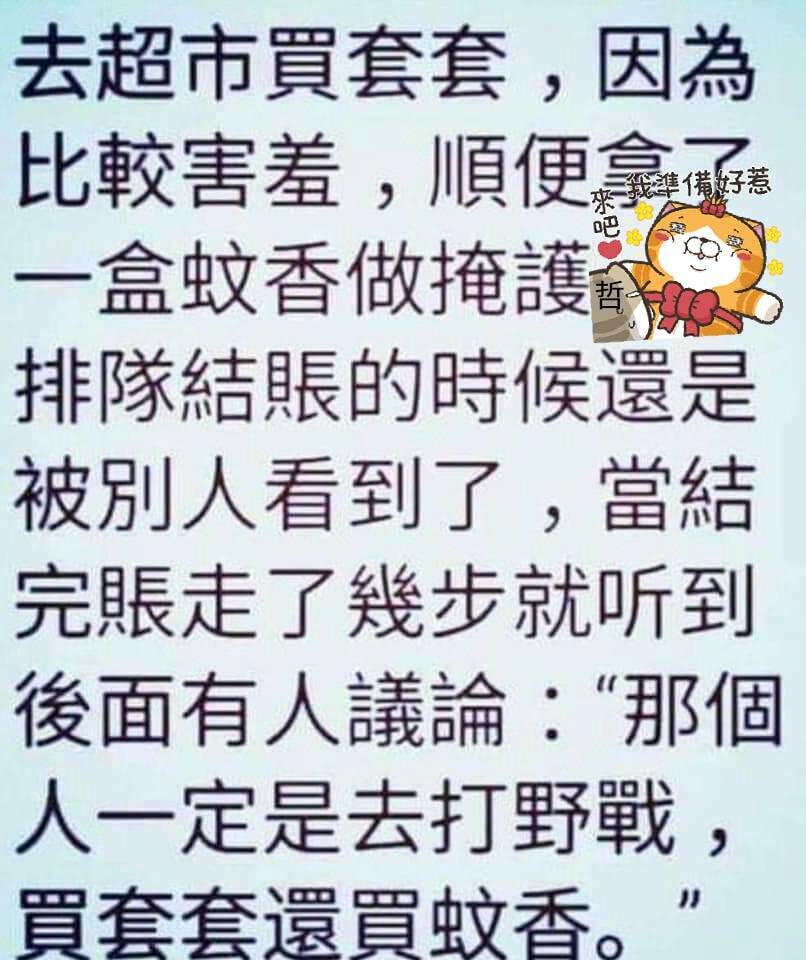 去超市買套套，因為
比較害羞，順便拿了
一盒蚊香做掩護
排隊結賬的時候還是
被別人看到了，當結
完賬走了幾步就听到
後面有人議論：“那個
人一定是去打野戰，
買套套還買蚊香。”
來吧
我準備好惹
哲